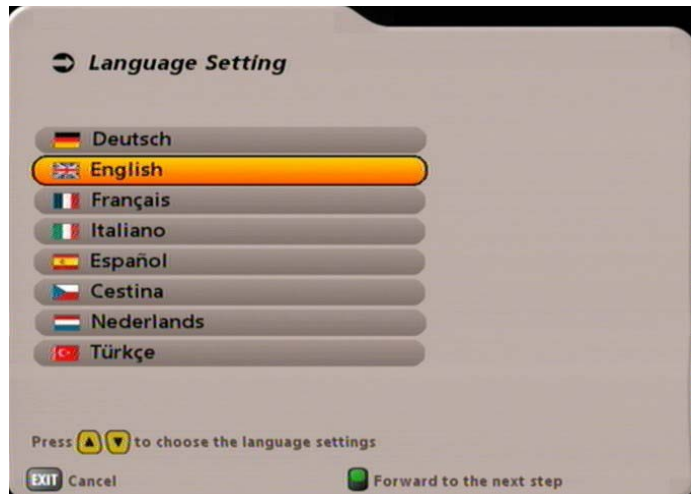 Language Setting
Deutsch
English
Français
Italiano
Español
Cestina
Nederlands
Türkçe
Press ▲ ▼ to choose the language settings
EXIT Cancel
Forward to the next step